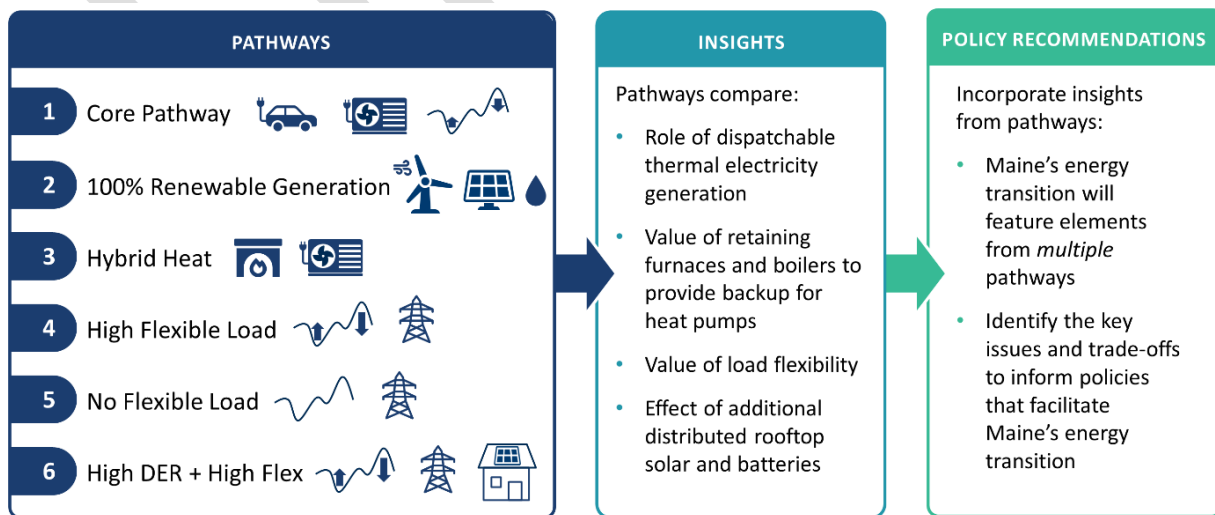 PATHWAYS
1 Core Pathway
2 100% Renewable Generation
3 Hybrid Heat
4 High Flexible Load
5 No Flexible Load
6 High DER + High Flex
INSIGHTS
Pathways compare:
• Role of dispatchable
thermal electricity
generation
• Value of retaining
furnaces and boilers to
provide backup for
heat pumps
• Value of load flexibility
• Effect of additional
distributed rooftop
solar and batteries
POLICY RECOMMENDATIONS
Incorporate insights
from pathways:
• Maine's energy
transition will
feature elements
from multiple
pathways
• Identify the key
issues and trade-offs
to inform policies
that facilitate
Maine's energy
transition